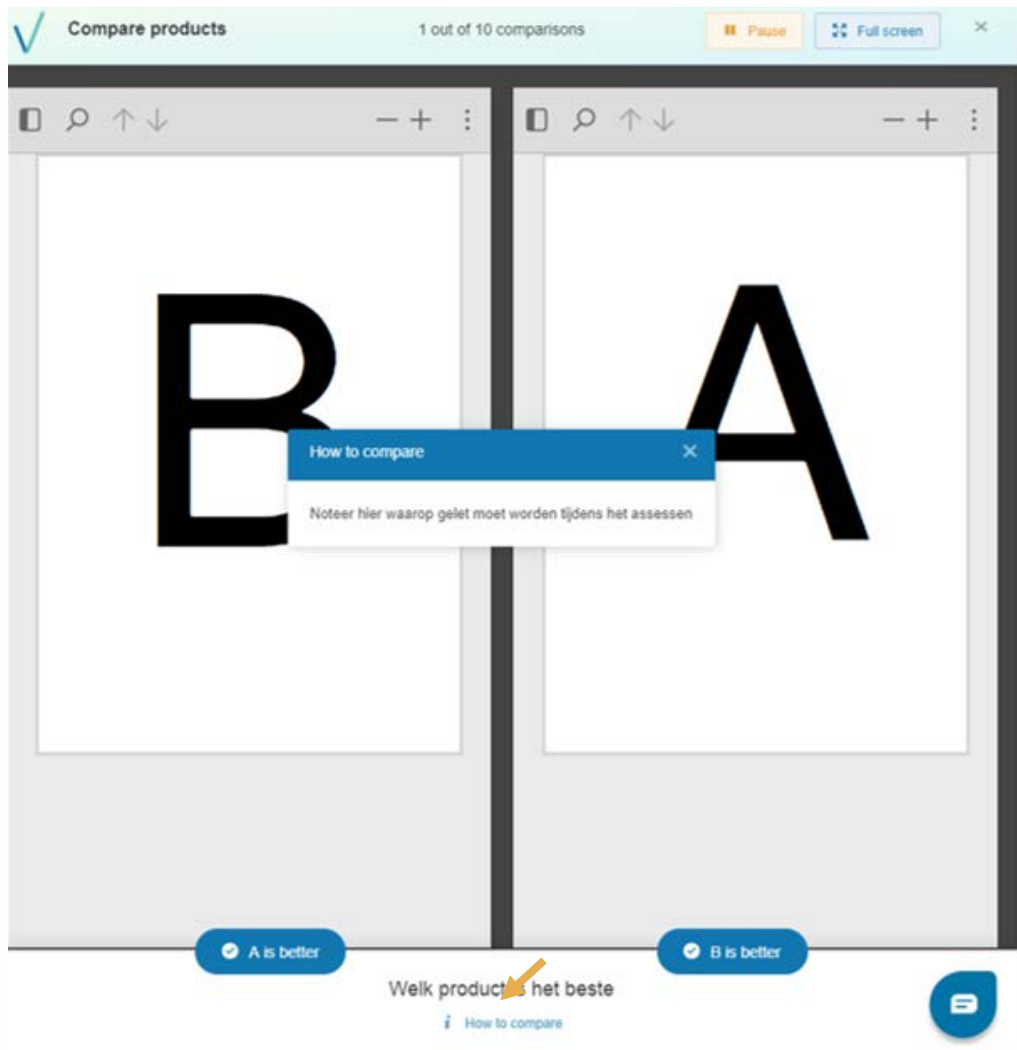 Compare products
1 out of 10 comparisons
Pause
Full screen
B
A
How to compare
Noteer hier waarop gelet moet worden tijdens het assessen
A is better
B is better
Welk product is het beste
i How to compare